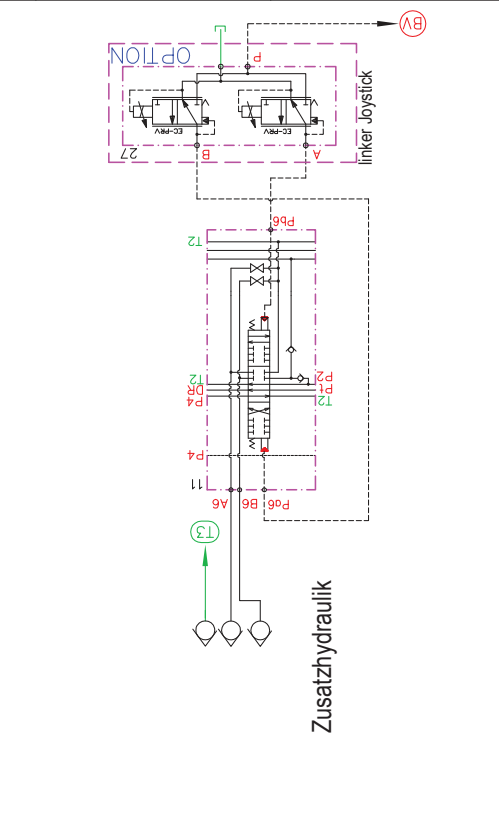 BV
P
OPTION
linker Joystick
EC-PRV
EC-PRV
27
B
A
Pb6
T2
T2
P2
DR
Pt
P4
T2
P4
11
A6
B6
Pa6
T3
Zusatzhydraulik